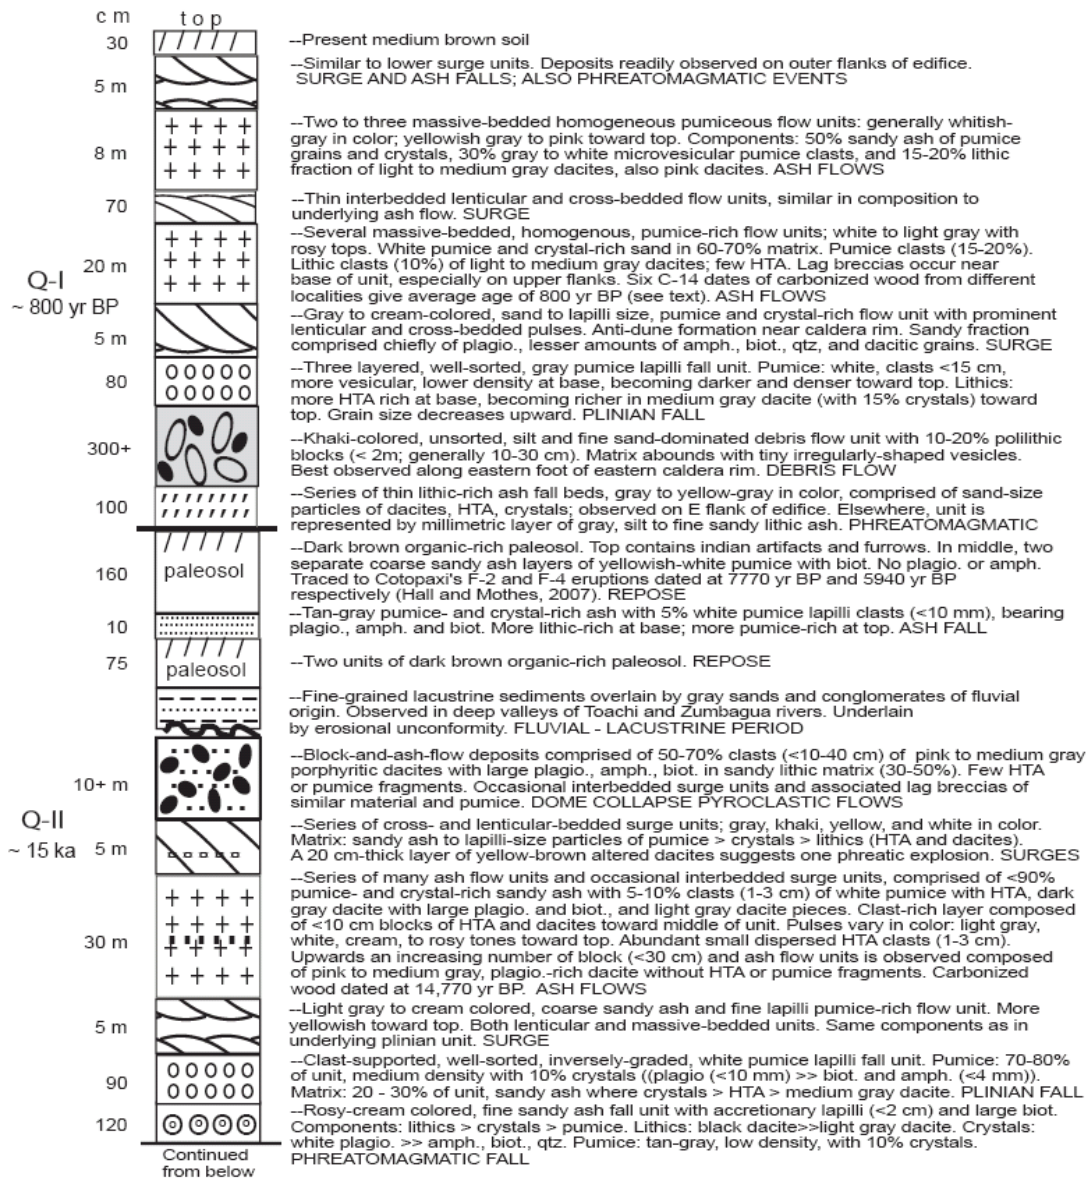 cm top
30 --Present medium brown soil
5 m --Similar to lower surge units. Deposits readily observed on outer flanks of edifice.
SURGE AND ASH FALLS; ALSO PHREATOMAGMATIC EVENTS
8 m --Two to three massive-bedded homogeneous pumiceous flow units: generally whitish-
gray in color; yellowish gray to pink toward top. Components: 50% sandy ash of pumice
grains and crystals, 30% gray to white microvesicular pumice clasts, and 15-20% lithic
fraction of light to medium gray dacites, also pink dacites. ASH FLOWS
70 --Thin interbedded lenticular and cross-bedded flow units, similar in composition to
underlying ash flow. SURGE
Q-I
~ 800 yr BP
20 m --Several massive-bedded, homogenous, pumice-rich flow units; white to light gray with
rosy tops. White pumice and crystal-rich sand in 60-70% matrix. Pumice clasts (15-20%).
Lithic clasts (10%) of light to medium gray dacites; few HTA. Lag breccias occur near
base of unit, especially on upper flanks. Six C-14 dates of carbonized wood from different
localities give average age of 800 yr BP (see text). ASH FLOWS
5 m --Gray to cream-colored, sand to lapilli size, pumice and crystal-rich flow unit with prominent
lenticular and cross-bedded pulses. Anti-dune formation near caldera rim. Sandy fraction
comprised chiefly of plagio., lesser amounts of amph., biot., qtz, and dacitic grains. SURGE
80 --Three layered, well-sorted, gray pumice lapilli fall unit. Pumice: white, clasts <15 cm,
more vesicular, lower density at base, becoming darker and denser toward top. Lithics:
more HTA rich at base, becoming richer in medium gray dacite (with 15% crystals) toward
top. Grain size decreases upward. PLINIAN FALL
300+ --Khaki-colored, unsorted, silt and fine sand-dominated debris flow unit with 10-20% polilithic
blocks (< 2m; generally 10-30 cm). Matrix abounds with tiny irregularly-shaped vesicles.
Best observed along eastern foot of eastern caldera rim. DEBRIS FLOW
100 --Series of thin lithic-rich ash fall beds, gray to yellow-gray in color, comprised of sand-size
particles of dacites, HTA, crystals; observed on E flank of edifice. Elsewhere, unit is
represented by millimetric layer of gray, silt to fine sandy lithic ash. PHREATOMAGMATIC
160 paleosol --Dark brown organic-rich paleosol. Top contains indian artifacts and furrows. In middle, two
separate coarse sandy ash layers of yellowish-white pumice with biot. No plagio. or amph.
Traced to Cotopaxi's F-2 and F-4 eruptions dated at 7770 yr BP and 5940 yr BP
respectively (Hall and Mothes, 2007). REPOSE
10 --Tan-gray pumice- and crystal-rich ash with 5% white pumice lapilli clasts (<10 mm), bearing
plagio., amph. and biot. More lithic-rich at base; more pumice-rich at top. ASH FALL
75 paleosol --Two units of dark brown organic-rich paleosol. REPOSE
--Fine-grained lacustrine sediments overlain by gray sands and conglomerates of fluvial
origin. Observed in deep valleys of Toachi and Zumbagua rivers. Underlain
by erosional unconformity. FLUVIAL - LACUSTRINE PERIOD
10+ m --Block-and-ash-flow deposits comprised of 50-70% clasts (<10-40 cm) of pink to medium gray
porphyritic dacites with large plagio., amph., biot. in sandy lithic matrix (30-50%). Few HTA
or pumice fragments. Occasional interbedded surge units and associated lag breccias of
similar material and pumice. DOME COLLAPSE PYROCLASTIC FLOWS
Q-II
~ 15 ka
5 m --Series of cross- and lenticular-bedded surge units; gray, khaki, yellow, and white in color.
Matrix: sandy ash to lapilli-size particles of pumice > crystals > lithics (HTA and dacites).
A 20 cm-thick layer of yellow-brown altered dacites suggests one phreatic explosion. SURGES
30 m --Series of many ash flow units and occasional interbedded surge units, comprised of <90%
pumice- and crystal-rich sandy ash with 5-10% clasts (1-3 cm) of white pumice with HTA, dark
gray dacite with large plagio. and biot., and light gray dacite pieces. Clast-rich layer composed
of <10 cm blocks of HTA and dacites toward middle of unit. Pulses vary in color: light gray,
white, cream, to rosy tones toward top. Abundant small dispersed HTA clasts (1-3 cm).
Upwards an increasing number of block (<30 cm) and ash flow units is observed composed
of pink to medium gray, plagio.-rich dacite without HTA or pumice fragments. Carbonized
wood dated at 14,770 yr BP. ASH FLOWS
5 m --Light gray to cream colored, coarse sandy ash and fine lapilli pumice-rich flow unit. More
yellowish toward top. Both lenticular and massive-bedded units. Same components as in
underlying plinian unit. SURGE
90 --Clast-supported, well-sorted, inversely-graded, white pumice lapilli fall unit. Pumice: 70-80%
of unit, medium density with 10% crystals ((plagio (<10 mm) >> biot. and amph. (<4 mm)).
Matrix: 20 - 30% of unit, sandy ash where crystals > HTA > medium gray dacite. PLINIAN FALL
120 --Rosy-cream colored, fine sandy ash fall unit with accretionary lapilli (<2 cm) and large biot.
Components: lithics > crystals > pumice. Lithics: black dacite>>light gray dacite. Crystals:
white plagio. >> amph., biot., qtz. Pumice: tan-gray, low density, with 10% crystals.
PHREATOMAGMATIC FALL
Continued
from below